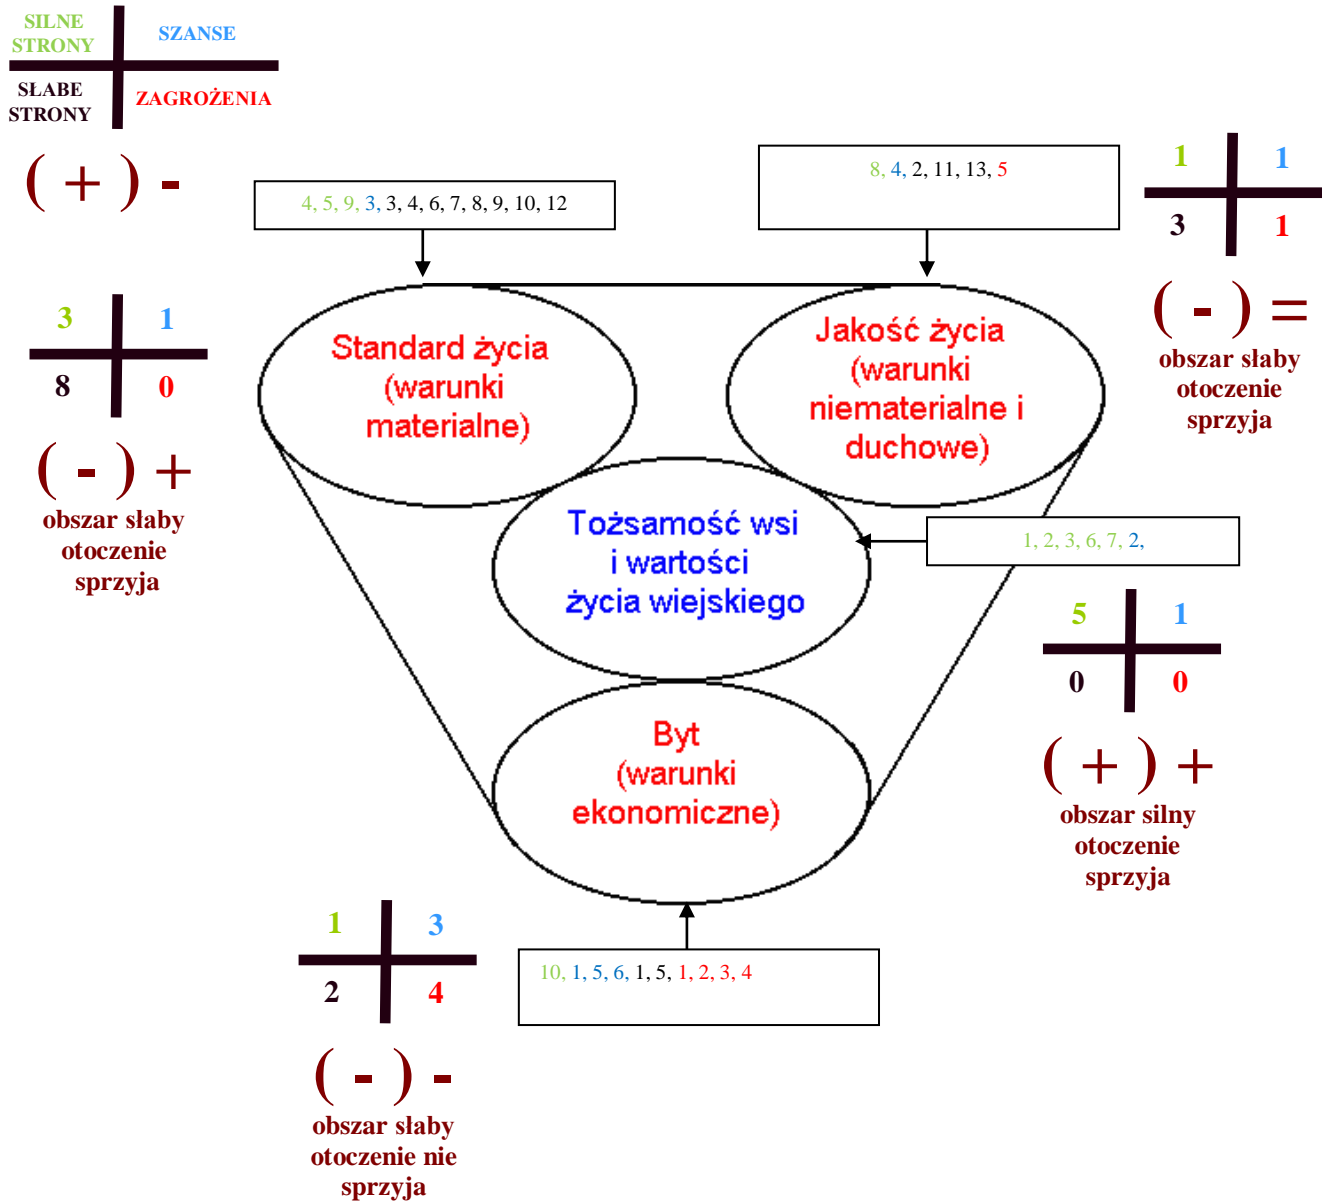 SILNE
STRONY
SZANSE
SŁABE
STRONY
ZAGROŻENIA
( + ) -
4, 5, 9, 3, 3, 4, 6, 7, 8, 9, 10, 12
8, 4, 2, 11, 13, 5
1 1
3 1
( - ) =
obszar słaby
otoczenie
sprzyja
3 1
8 0
( - ) +
obszar słaby
otoczenie
sprzyja
Standard życia
(warunki
materialne)
Jakość życia
(warunki
niematerialne i
duchowe)
Tożsamość wsi
i wartości
życia wiejskiego
1, 2, 3, 6, 7, 2,
5 1
0 0
( + ) +
obszar silny
otoczenie
sprzyja
Byt
(warunki
ekonomiczne)
1 3
2 4
10, 1, 5, 6, 1, 5, 1, 2, 3, 4
( - ) -
obszar słaby
otoczenie nie
sprzyja